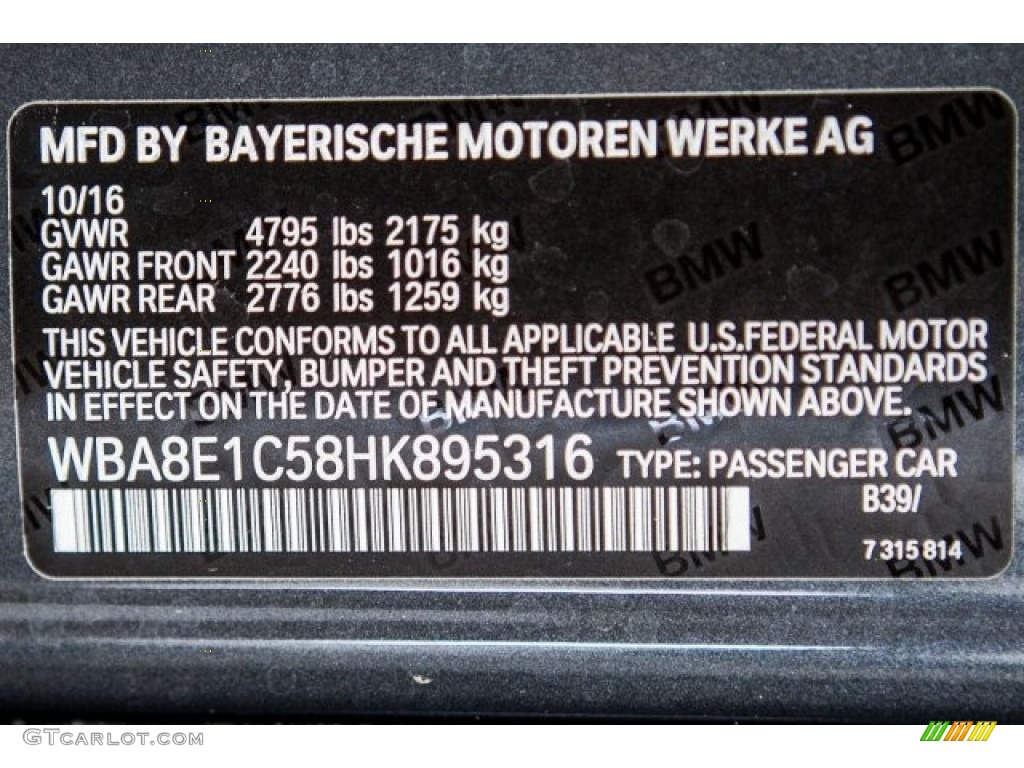 MFD BY BAYERISCHE MOTOREN WERKE AG
10/16
GVWR 4795 lbs 2175 kg
GAWR FRONT 2240 lbs 1016 kg
GAWR REAR 2776 lbs 1259 kg
THIS VEHICLE CONFORMS TO ALL APPLICABLE U.S.FEDERAL MOTOR
VEHICLE SAFETY, BUMPER AND THEFT PREVENTION STANDARDS
IN EFFECT ON THE DATE OF MANUFACTURE SHOWN ABOVE.
WBA8E1C58HK895316 TYPE: PASSENGER CAR
B39/
7 315 814
BMW
BMW
BMW
BMW
BMW
BMW
GTCarlot.com